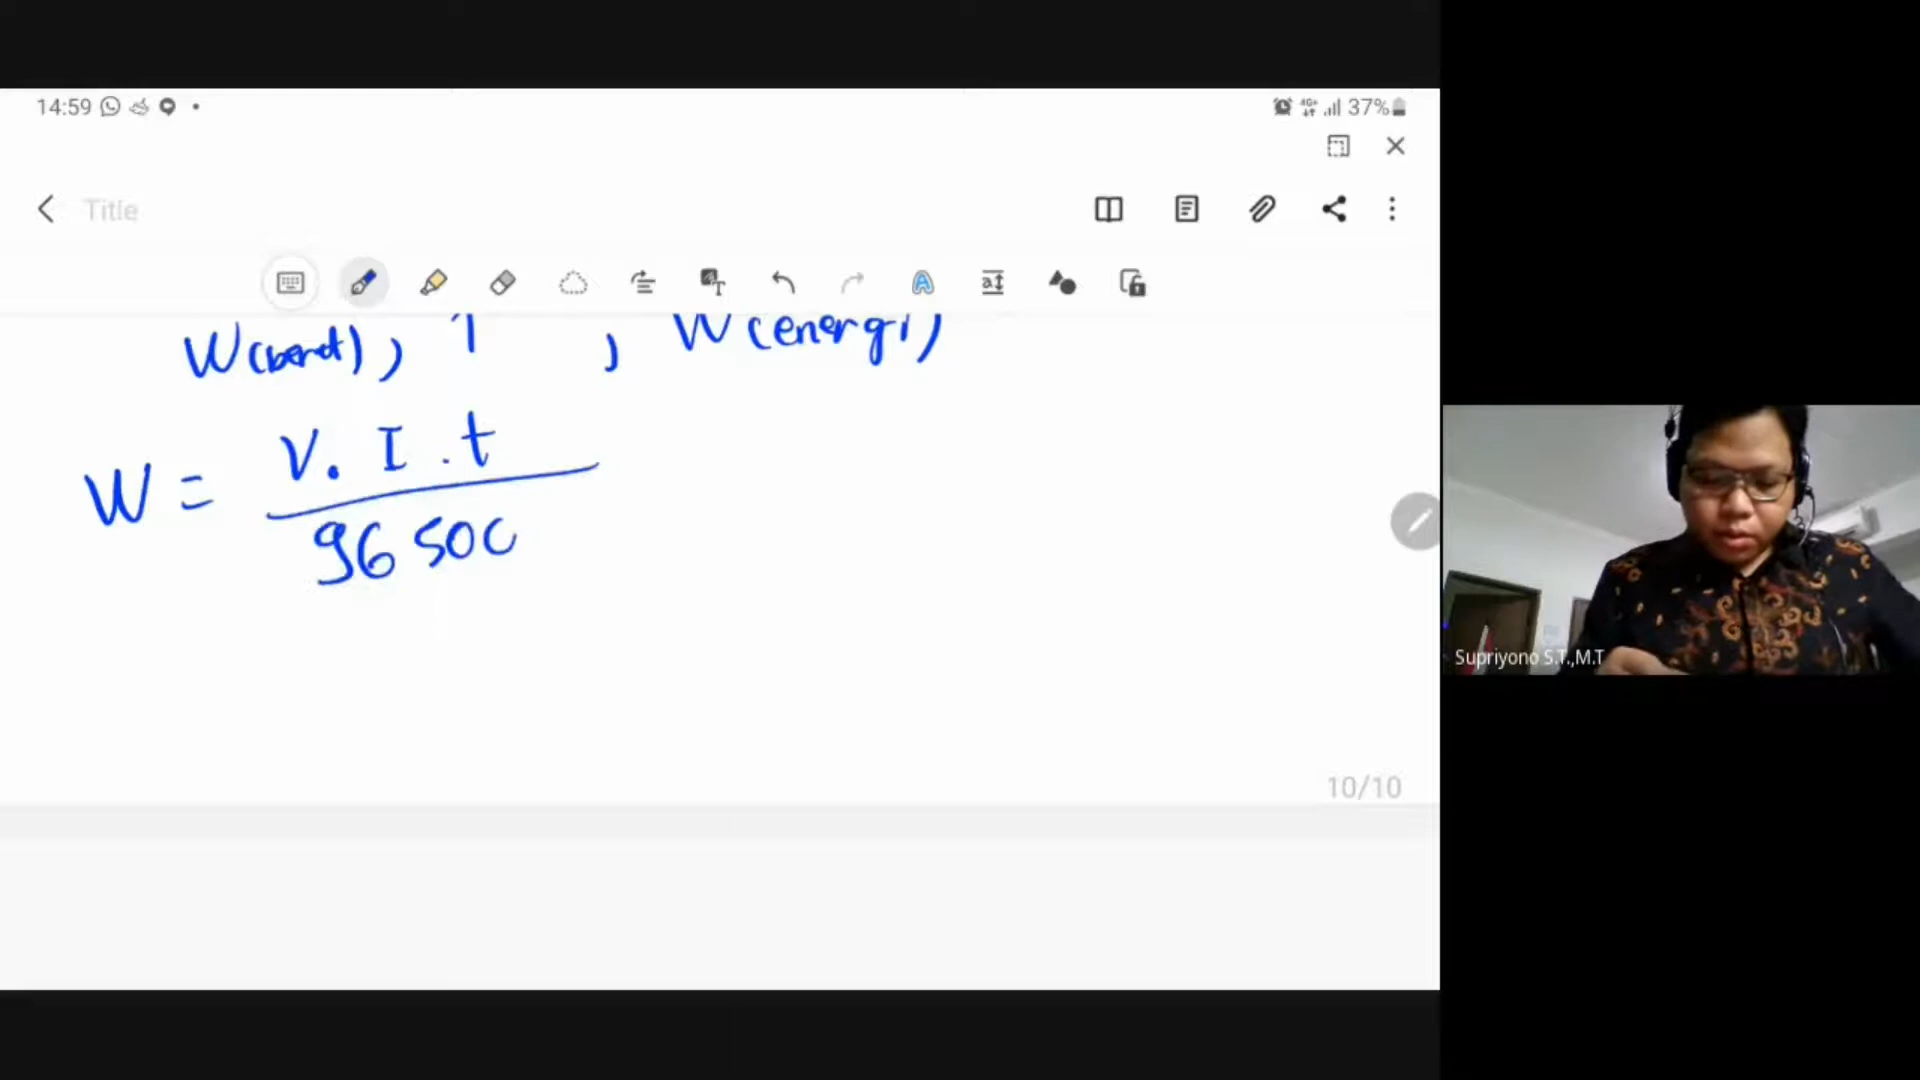 14:59
37%
Title
W(berat), I , W(energi)
W = V. I . t
96 500
10/10
Supriyono S.T.,M.T